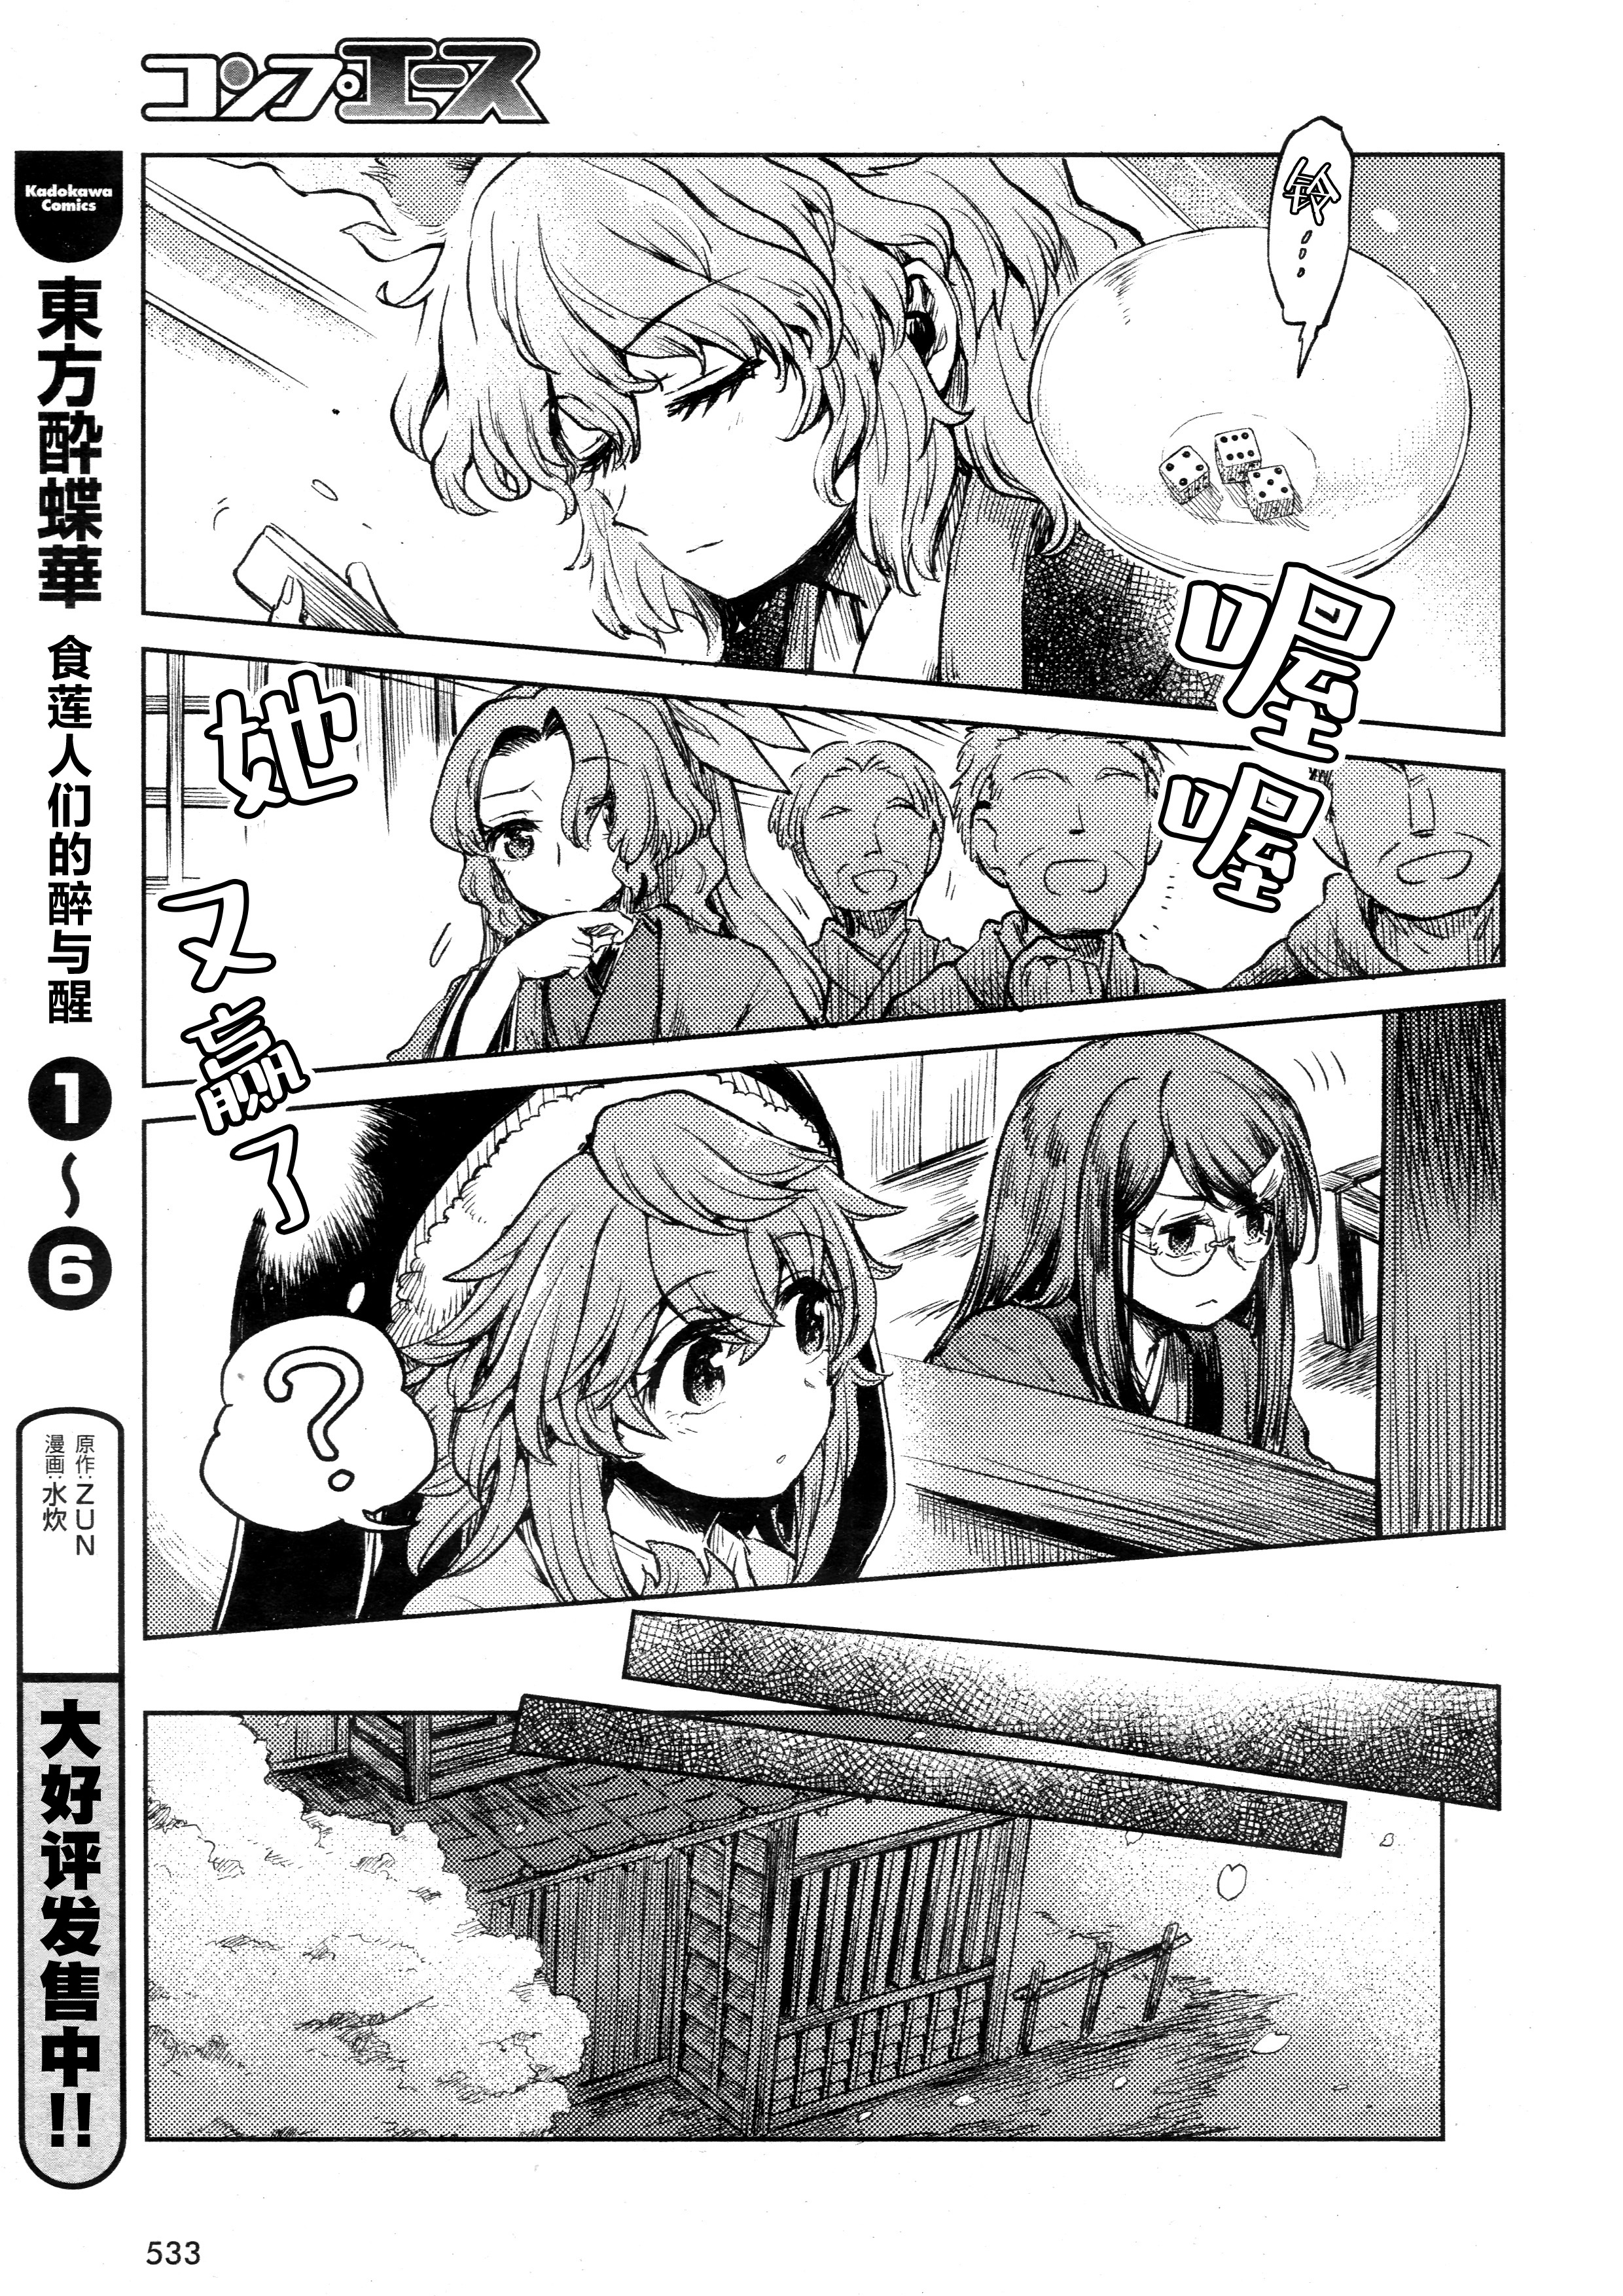 コンプ・エース
Kadokawa
Comics
東方酔蝶華 食莲人们的醉与醒 1～6
原作:ZUN
漫画:水炊
大好评发售中!!
喔喔
她又赢了
?
533